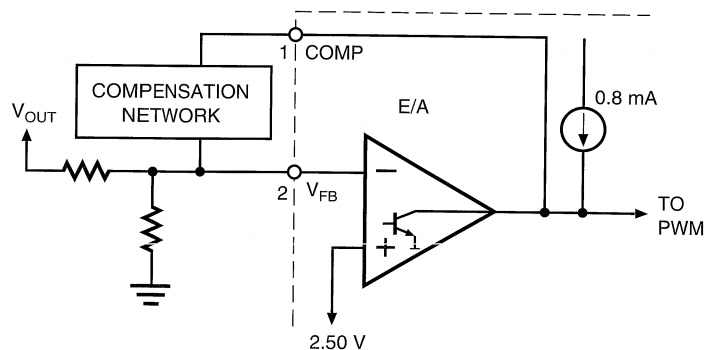 1 COMP
COMPENSATION
NETWORK
V_OUT
E/A
0.8 mA
2 V_FB
−
+
TO
PWM
2.50 V